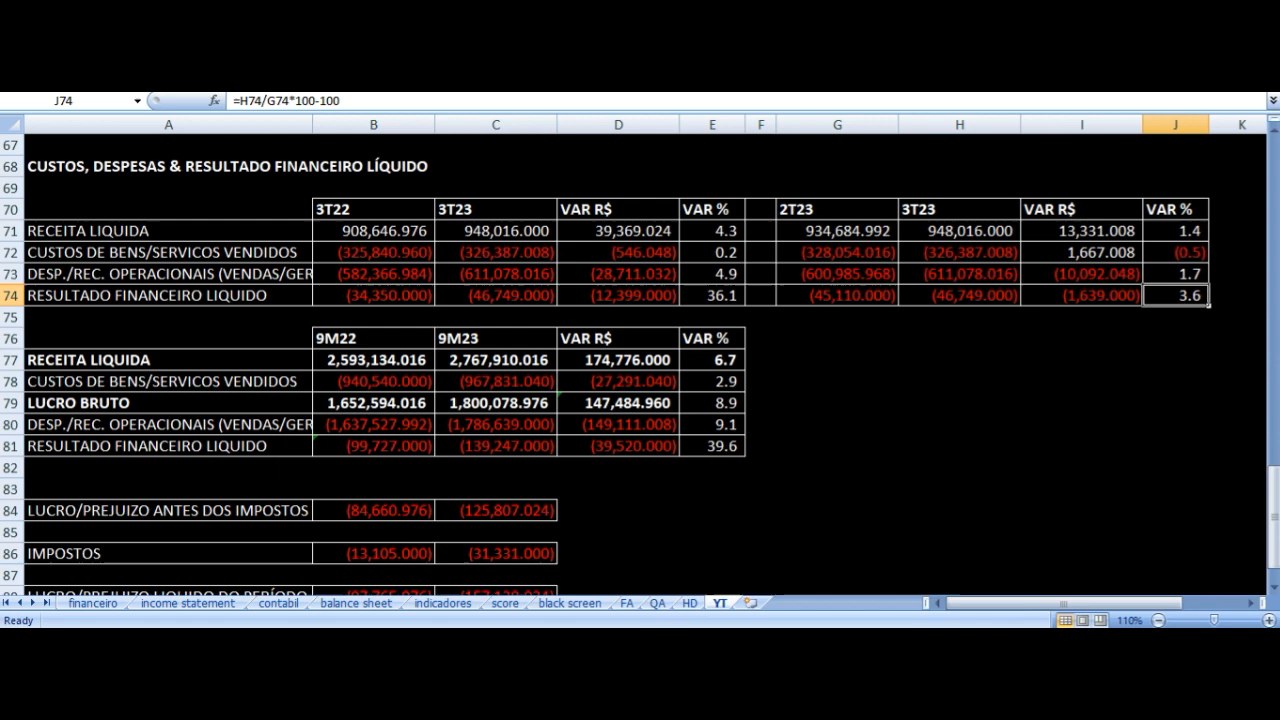 J74 =H74/G74*100-100
A B C D E F G H I J K
67
68 CUSTOS, DESPESAS & RESULTADO FINANCEIRO LÍQUIDO
69
70 3T22 3T23 VAR R$ VAR % 2T23 3T23 VAR R$ VAR %
71 RECEITA LIQUIDA 908,646.976 948,016.000 39,369.024 4.3 934,684.992 948,016.000 13,331.008 1.4
72 CUSTOS DE BENS/SERVICOS VENDIDOS (325,840.960) (326,387.008) (546.048) 0.2 (328,054.016) (326,387.008) 1,667.008 (0.5)
73 DESP./REC. OPERACIONAIS (VENDAS/GER (582,366.984) (611,078.016) (28,711.032) 4.9 (600,985.968) (611,078.016) (10,092.048) 1.7
74 RESULTADO FINANCEIRO LIQUIDO (34,350.000) (46,749.000) (12,399.000) 36.1 (45,110.000) (46,749.000) (1,639.000) 3.6
75
76 9M22 9M23 VAR R$ VAR %
77 RECEITA LIQUIDA 2,593,134.016 2,767,910.016 174,776.000 6.7
78 CUSTOS DE BENS/SERVICOS VENDIDOS (940,540.000) (967,831.040) (27,291.040) 2.9
79 LUCRO BRUTO 1,652,594.016 1,800,078.976 147,484.960 8.9
80 DESP./REC. OPERACIONAIS (VENDAS/GER (1,637,527.992) (1,786,639.000) (149,111.008) 9.1
81 RESULTADO FINANCEIRO LIQUIDO (99,727.000) (139,247.000) (39,520.000) 39.6
82
83
84 LUCRO/PREJUIZO ANTES DOS IMPOSTOS (84,660.976) (125,807.024)
85
86 IMPOSTOS (13,105.000) (31,331.000)
87
financeiro income statement contabil balance sheet indicadores score black screen FA QA HD YT
Ready 110%